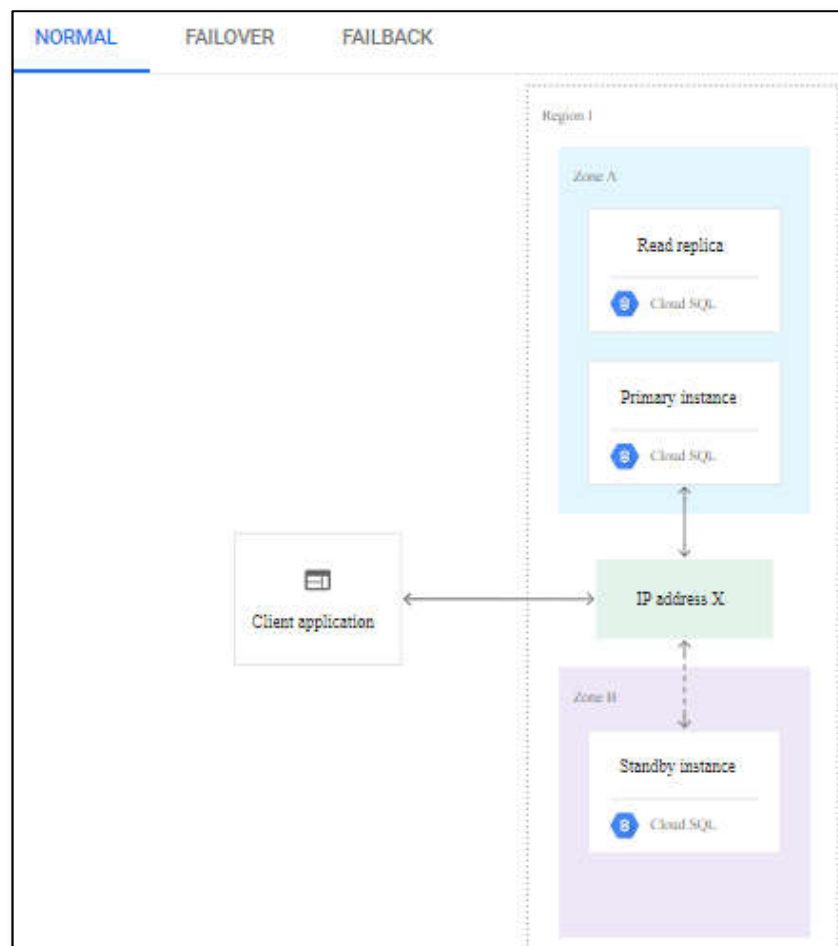 NORMAL FAILOVER FAILBACK
Region 1
Zone A
Read replica
Cloud SQL
Primary instance
Cloud SQL
Client application
IP address X
Zone B
Standby instance
Cloud SQL